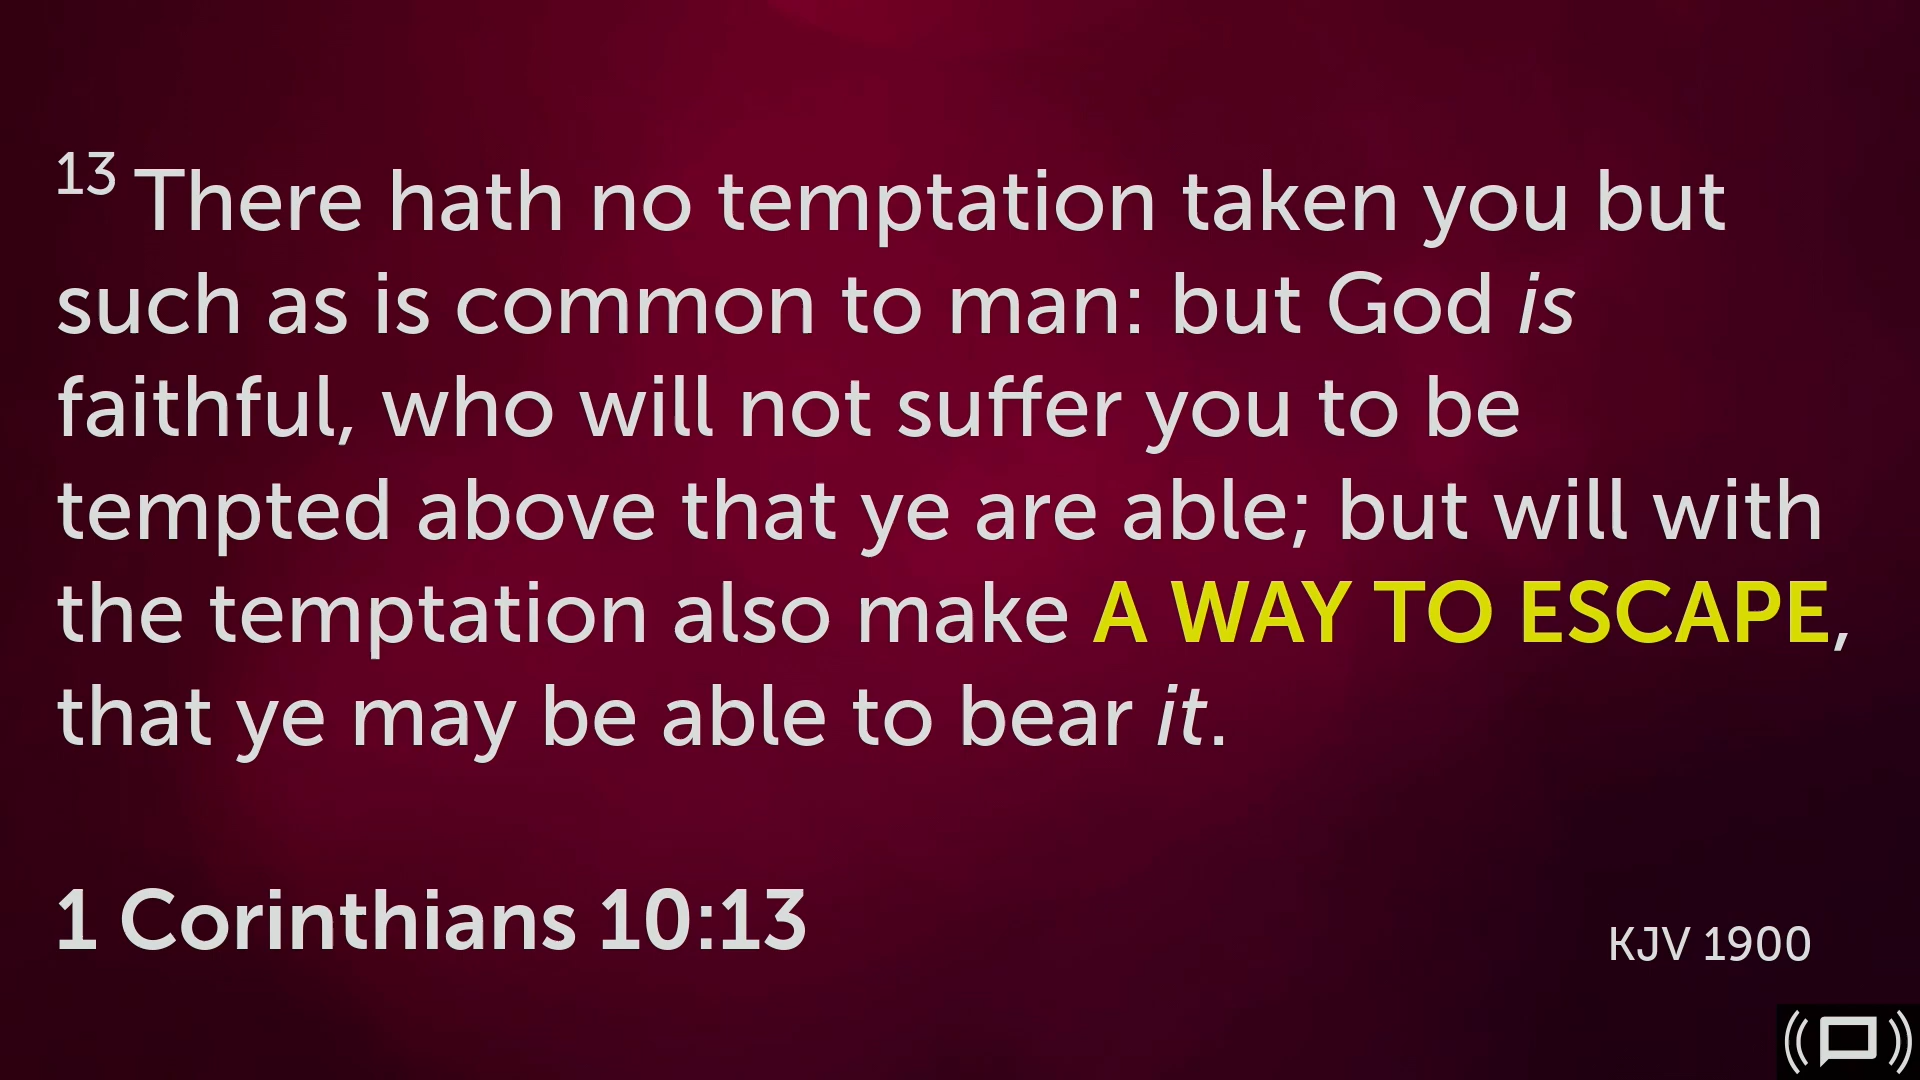 13 There hath no temptation taken you but
such as is common to man: but God is
faithful, who will not suffer you to be
tempted above that ye are able; but will with
the temptation also make A WAY TO ESCAPE,
that ye may be able to bear it.
1 Corinthians 10:13
KJV 1900